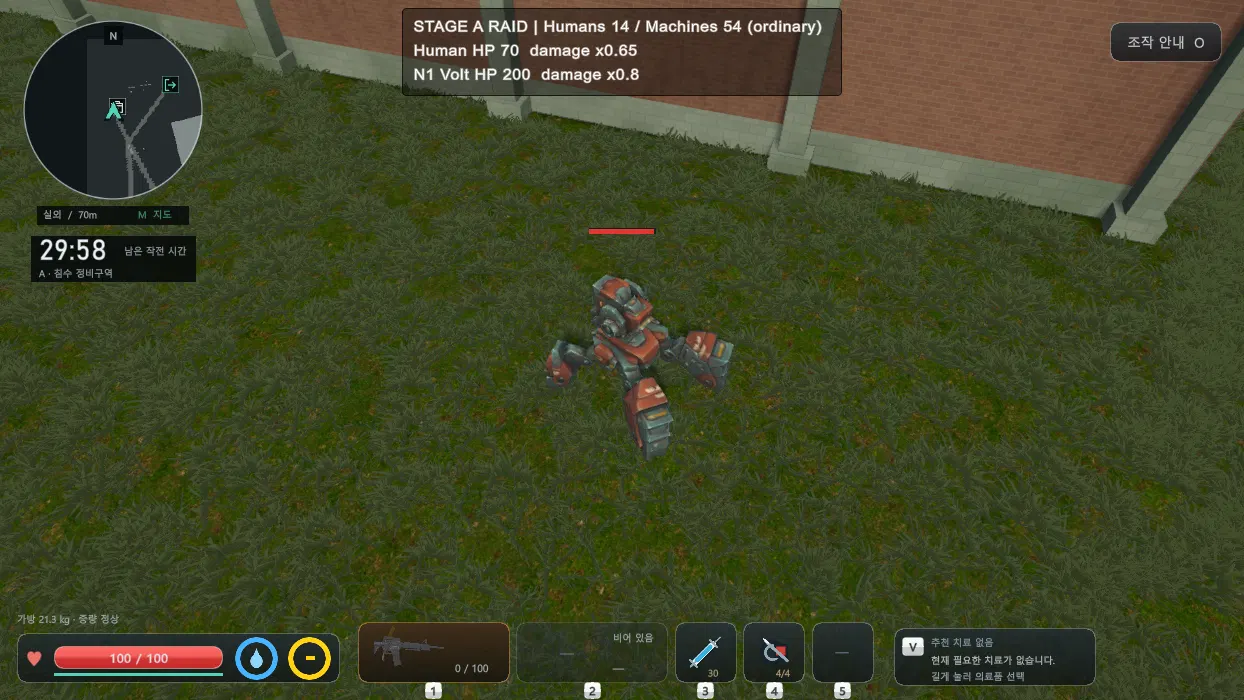 STAGE A RAID | Humans 14 / Machines 54 (ordinary)
Human HP 70 damage x0.65
N1 Volt HP 200 damage x0.8
조작 안내 O
N
실외 / 70m M 지도
29:58 남은 작전 시간
A · 침수 정비구역
가방 21.3 kg · 중량 정상
100 / 100
0 / 100
1
비어 있음
2
30
3
4/4
4
5
V 추천 치료 없음
현재 필요한 치료가 없습니다.
길게 눌러 의료품 선택